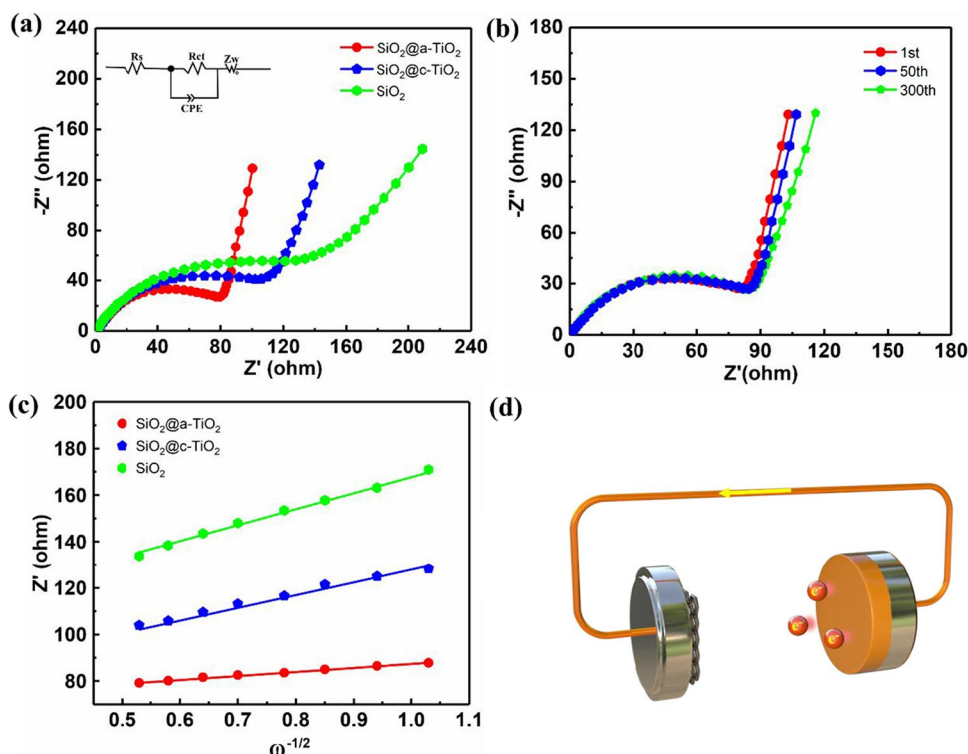 (a)
240
200
160
120
80
40
0
-Z'' (ohm)
0 40 80 120 160 200 240
Z' (ohm)
Rs Rct Zw
CPE
SiO₂@a-TiO₂
SiO₂@c-TiO₂
SiO₂
(b)
180
150
120
90
60
30
0
-Z'' (ohm)
0 30 60 90 120 150 180
Z'(ohm)
1st
50th
300th
(c)
200
180
160
140
120
100
80
Z' (ohm)
0.5 0.6 0.7 0.8 0.9 1.0 1.1
ω⁻¹/²
SiO₂@a-TiO₂
SiO₂@c-TiO₂
SiO₂
(d)
e⁻
e⁻
e⁻